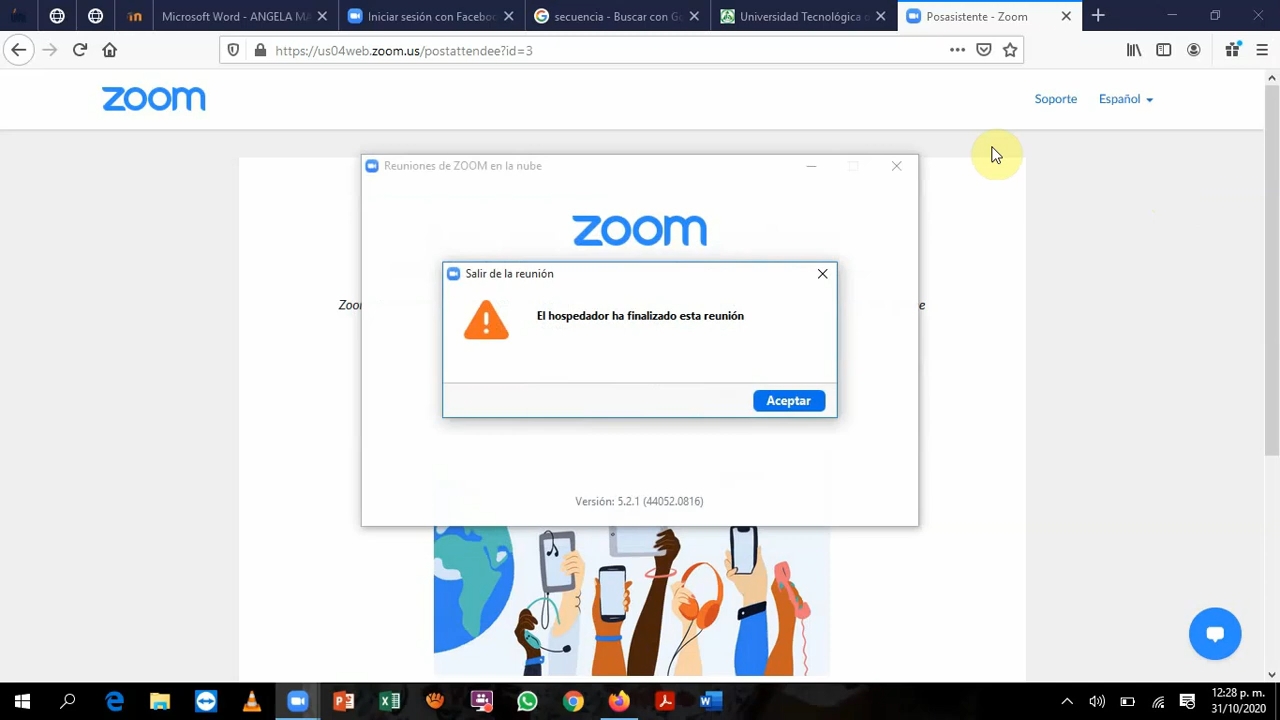 Microsoft Word - ANGELA MA
Iniciar sesión con Faceboo
secuencia - Buscar con Go
Universidad Tecnológica
Posasistente - Zoom
https://us04web.zoom.us/postattendee?id=3
zoom
Soporte
Español
Reuniones de ZOOM en la nube
zoom
Salir de la reunión
El hospedador ha finalizado esta reunión
Aceptar
Versión: 5.2.1 (44052.0816)
12:28 p. m.
31/10/2020